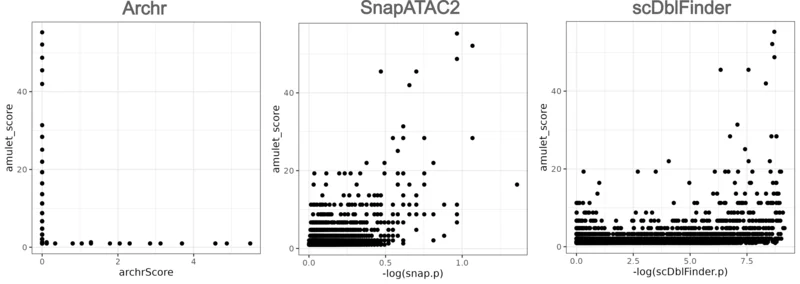 Archr
amulet_score
40
20
0
0
2
4
archrScore
SnapATAC2
amulet_score
40
20
0
0.0
0.5
1.0
-log(snap.p)
scDblFinder
amulet_score
40
20
0
0.0
2.5
5.0
7.5
-log(scDblFinder.p)